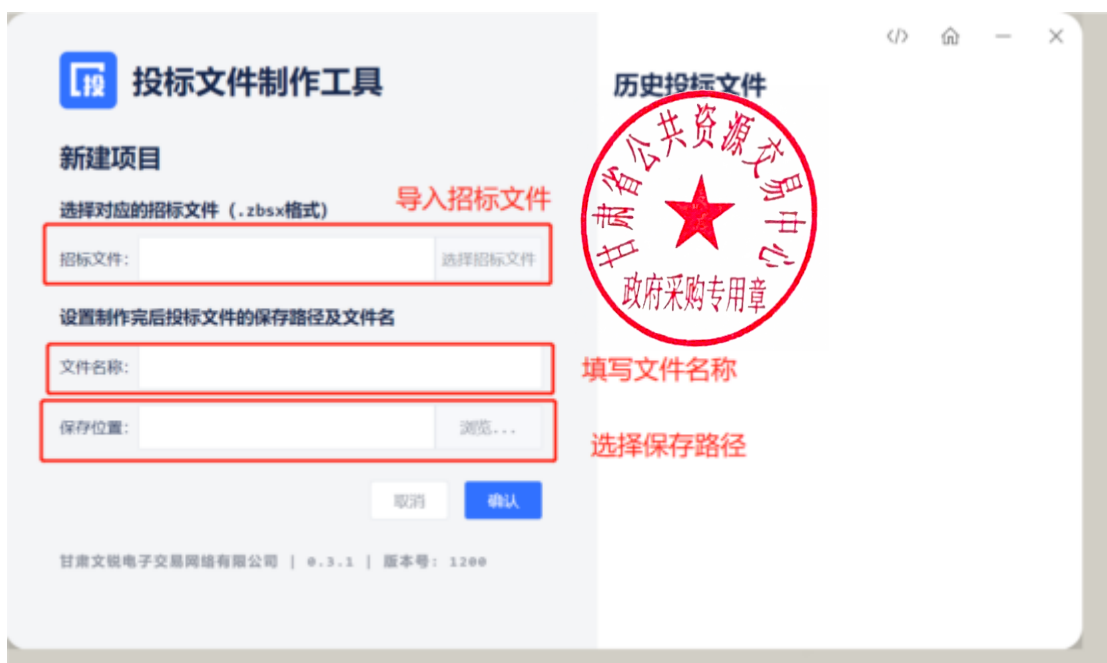 投
投标文件制作工具
新建项目
选择对应的招标文件（.zbsx格式）
导入招标文件
招标文件：
选择招标文件
设置制作完后投标文件的保存路径及文件名
文件名称：
填写文件名称
保存位置：
浏览...
选择保存路径
取消
确认
甘肃文锐电子交易网络有限公司 | 0.3.1 | 版本号：1200
</>
历史投标文件
甘肃省公共资源交易中心
政府采购专用章